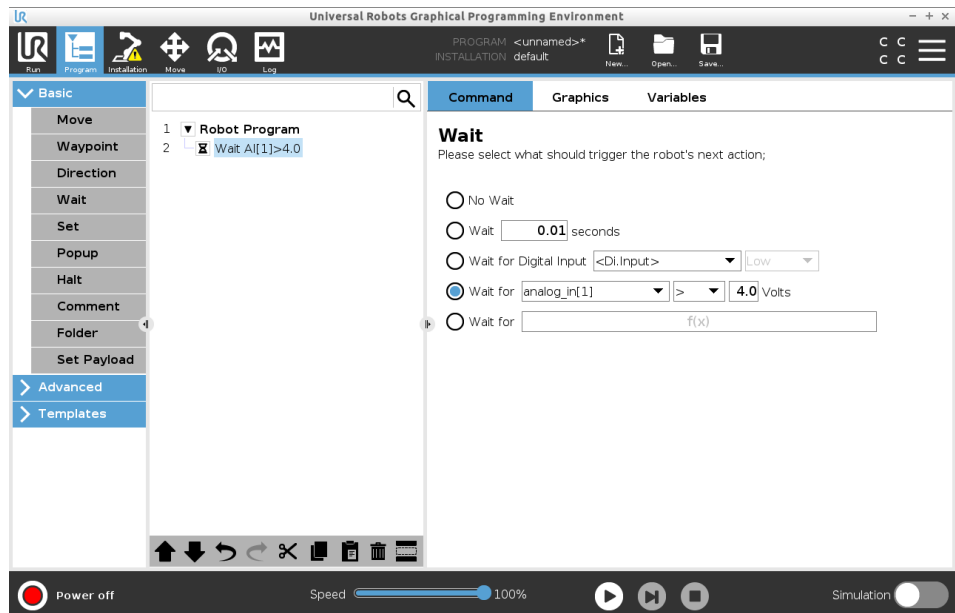 UR Universal Robots Graphical Programming Environment - + x
UR
Run Program Installation Move I/O Log
PROGRAM <unnamed>*
INSTALLATION default
New... Open... Save...
C C
C C
Basic
Move
Waypoint
Direction
Wait
Set
Popup
Halt
Comment
Folder
Set Payload
Advanced
Templates
1 ▼ Robot Program
2 Wait AI[1]>4.0
Command Graphics Variables
Wait
Please select what should trigger the robot's next action;
No Wait
Wait 0.01 seconds
Wait for Digital Input <Di.Input> Low
Wait for analog_in[1] > 4.0 Volts
Wait for f(x)
Power off Speed 100% Simulation